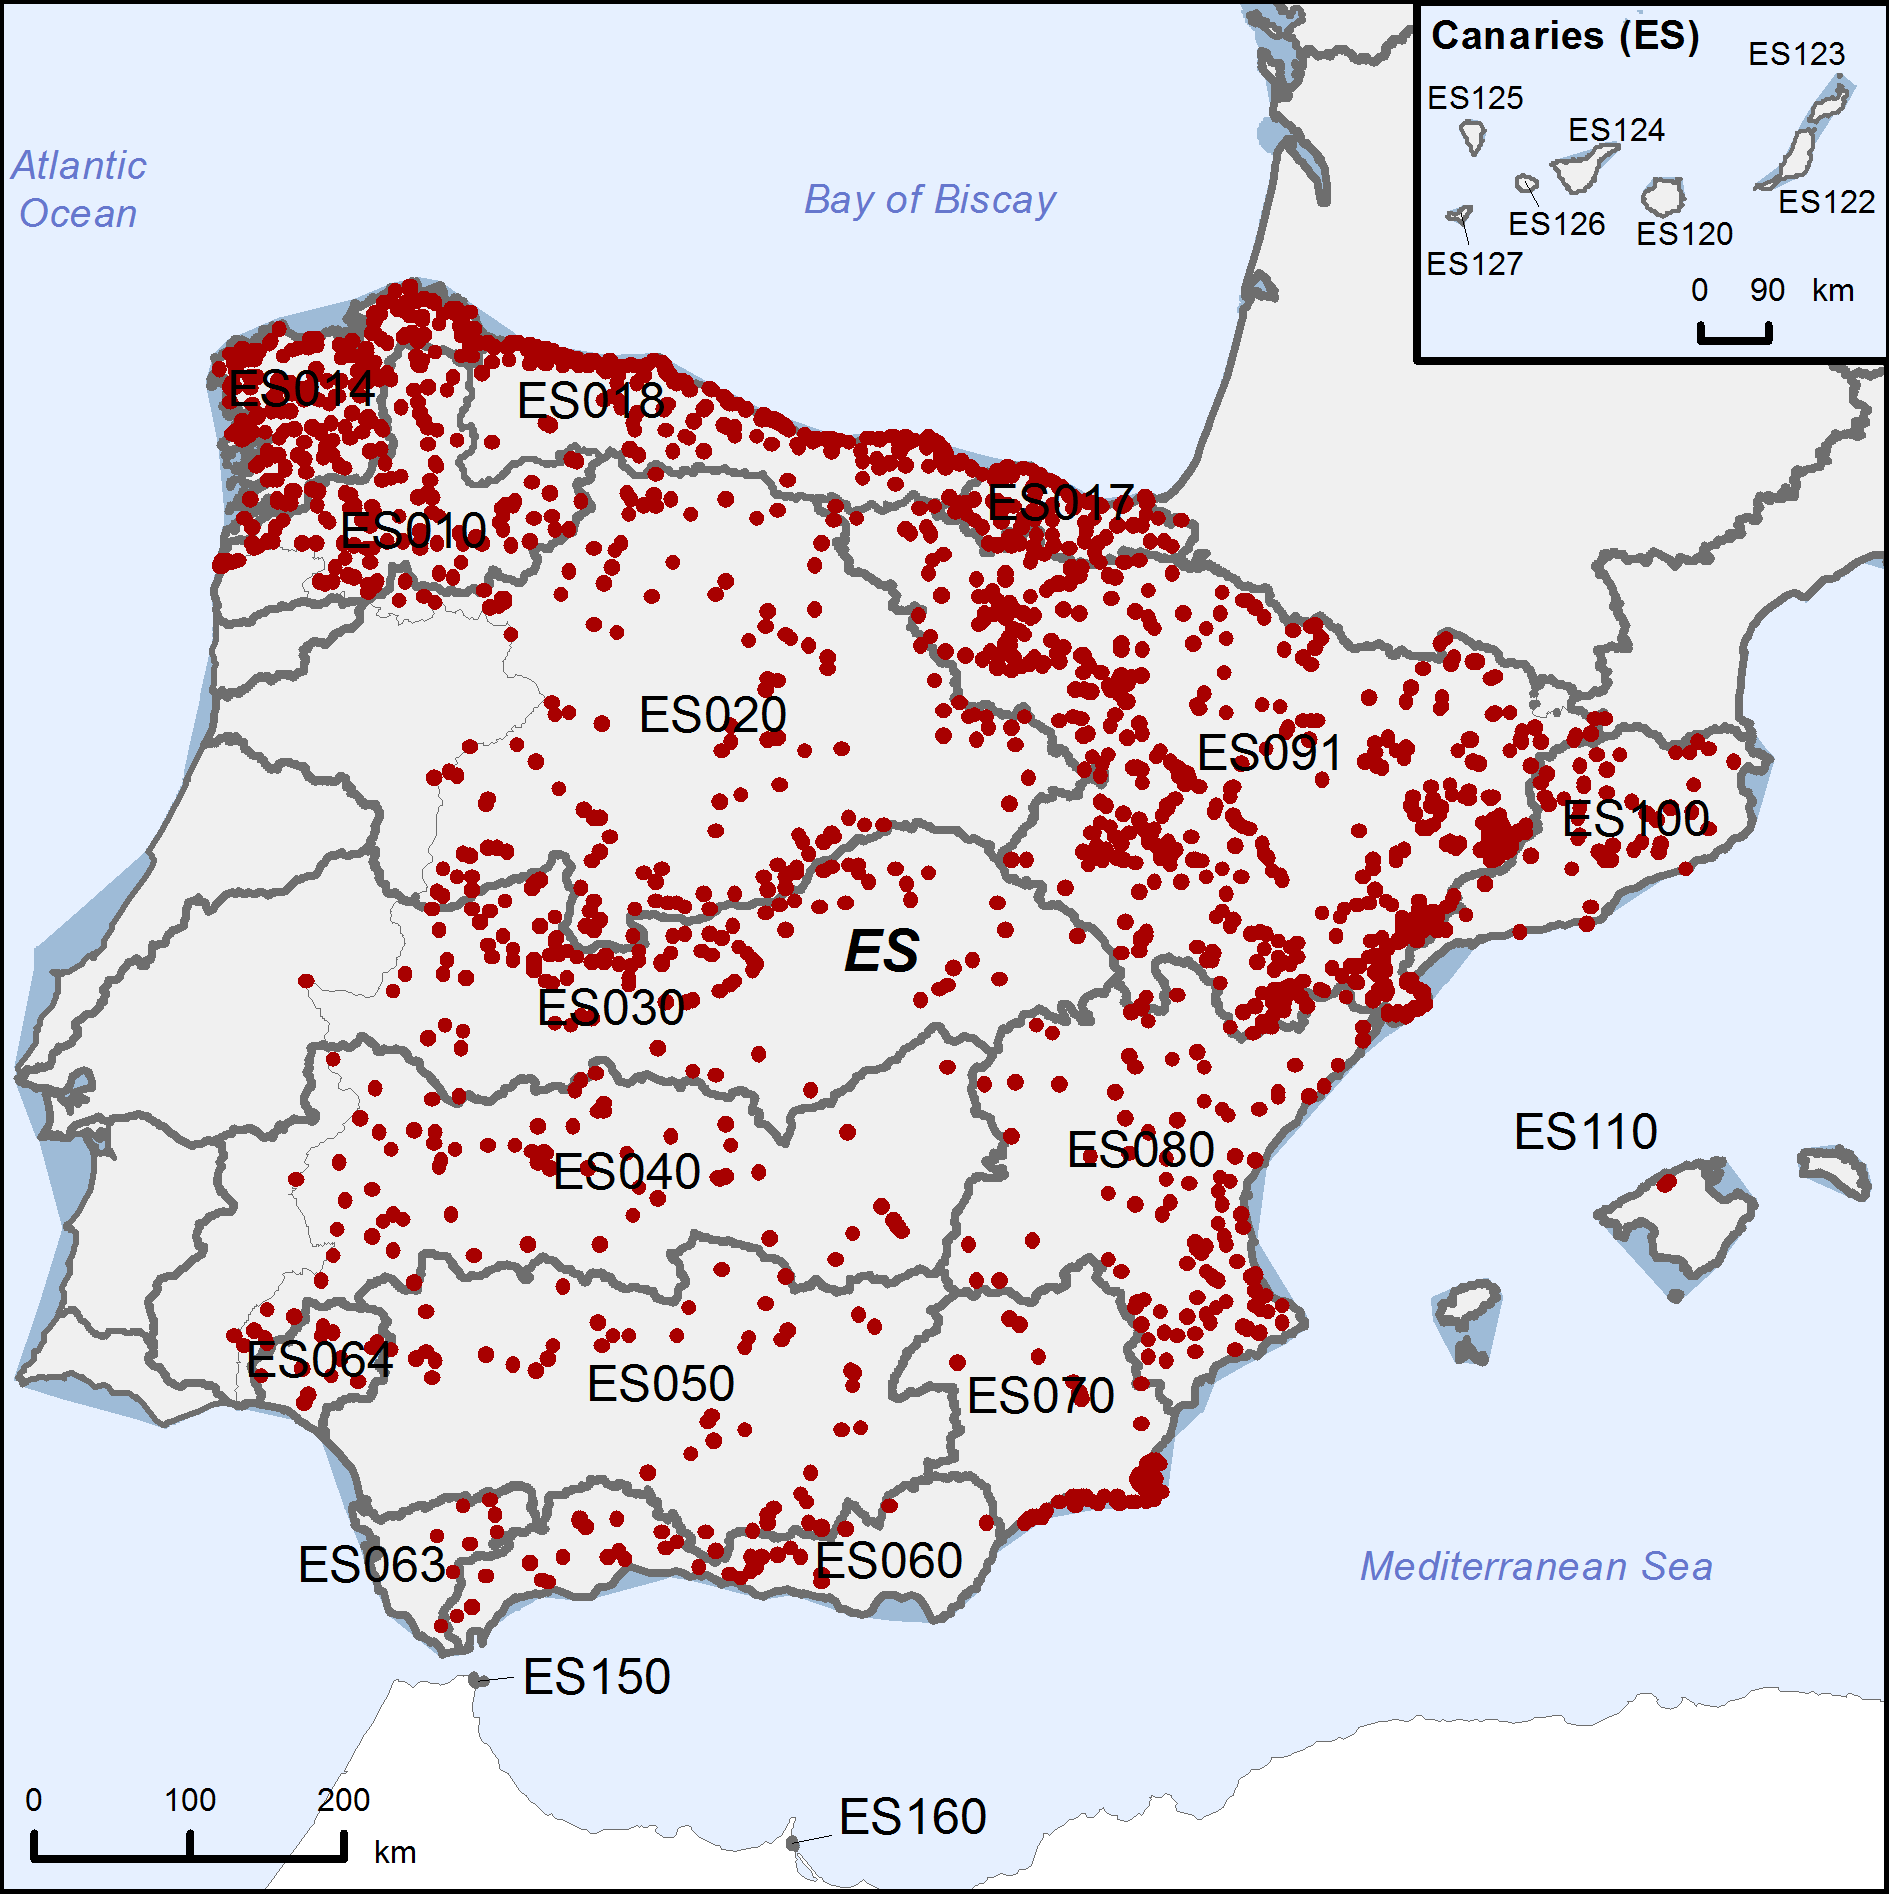 Canaries (ES)
ES123
ES125
ES124
ES122
ES126
ES120
ES127
0 90 km
Atlantic
Ocean
Bay of Biscay
ES014
ES018
ES017
ES010
ES020
ES091
ES100
ES
ES030
ES110
ES080
ES040
ES064
ES050
ES070
ES063
ES060
Mediterranean Sea
ES150
ES160
0 100 200
km